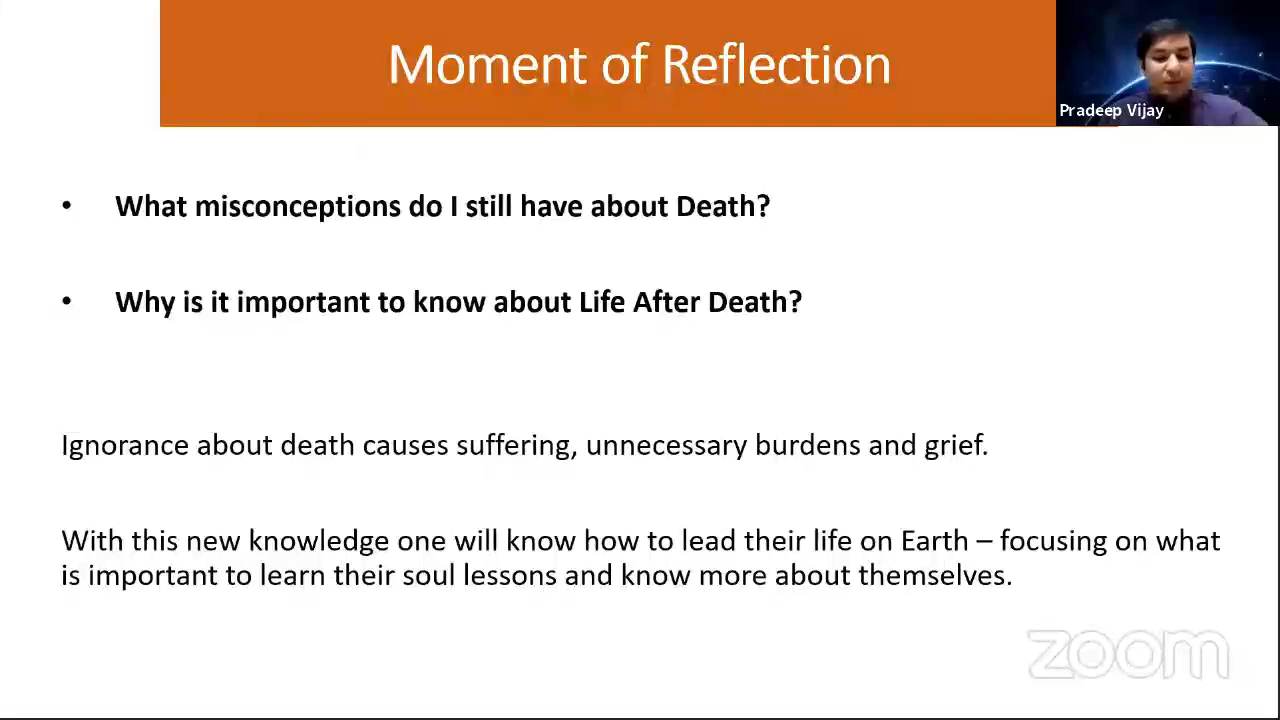 Moment of Reflection
Pradeep Vijay
• What misconceptions do I still have about Death?
• Why is it important to know about Life After Death?
Ignorance about death causes suffering, unnecessary burdens and grief.
With this new knowledge one will know how to lead their life on Earth – focusing on what
is important to learn their soul lessons and know more about themselves.
zoom